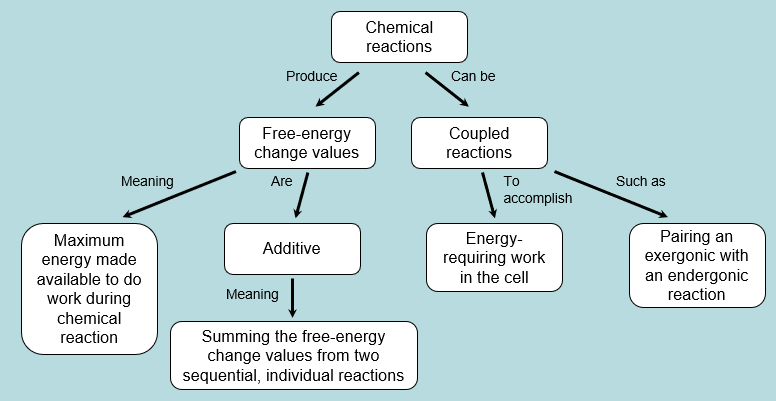 Chemical
reactions
Produce
Can be
Free-energy
change values
Coupled
reactions
Meaning
Are
To
accomplish
Such as
Maximum
energy made
available to do
work during
chemical
reaction
Additive
Energy-
requiring work
in the cell
Pairing an
exergonic with
an endergonic
reaction
Meaning
Summing the free-energy
change values from two
sequential, individual reactions